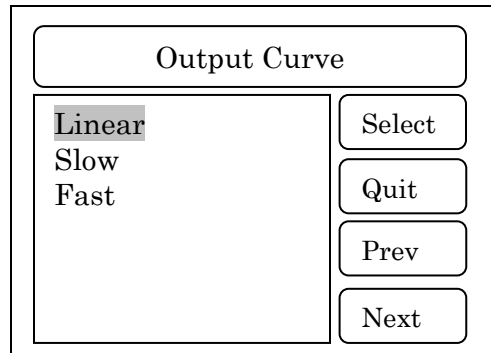 Output Curve
Linear
Slow
Fast
Select
Quit
Prev
Next